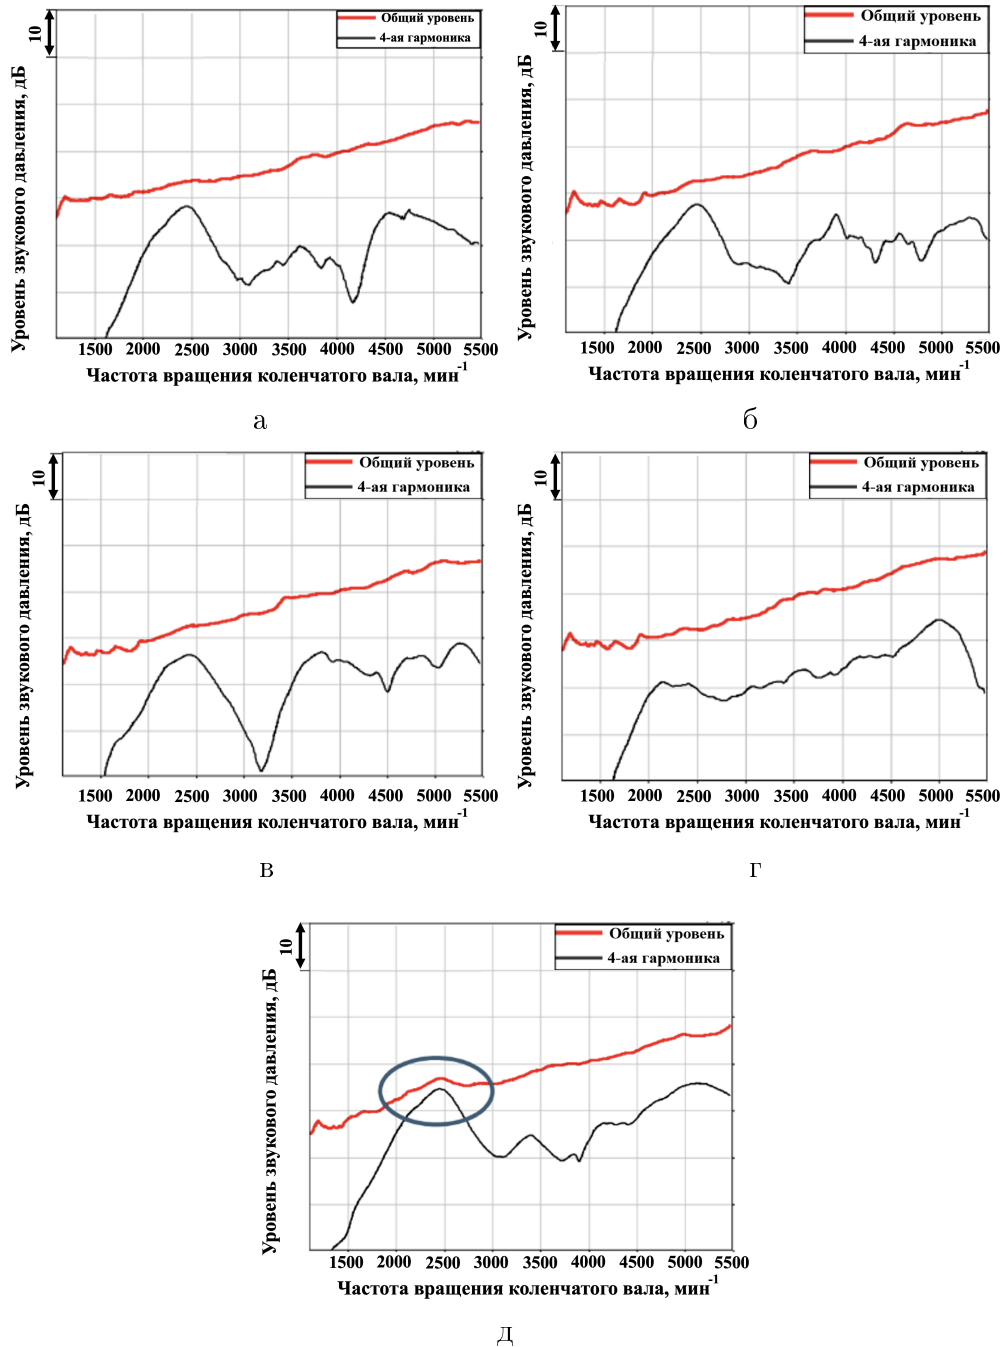 10
Общий уровень
4-ая гармоника
Уровень звукового давления, дБ
1500 2000 2500 3000 3500 4000 4500 5000 5500
Частота вращения коленчатого вала, мин-1
а
10
Общий уровень
4-ая гармоника
Уровень звукового давления, дБ
1500 2000 2500 3000 3500 4000 4500 5000 5500
Частота вращения коленчатого вала, мин-1
б
10
Общий уровень
4-ая гармоника
Уровень звукового давления, дБ
1500 2000 2500 3000 3500 4000 4500 5000 5500
Частота вращения коленчатого вала, мин-1
в
10
Общий уровень
4-ая гармоника
Уровень звукового давления, дБ
1500 2000 2500 3000 3500 4000 4500 5000 5500
Частота вращения коленчатого вала, мин-1
г
10
Общий уровень
4-ая гармоника
Уровень звукового давления, дБ
1500 2000 2500 3000 3500 4000 4500 5000 5500
Частота вращения коленчатого вала, мин-1
д